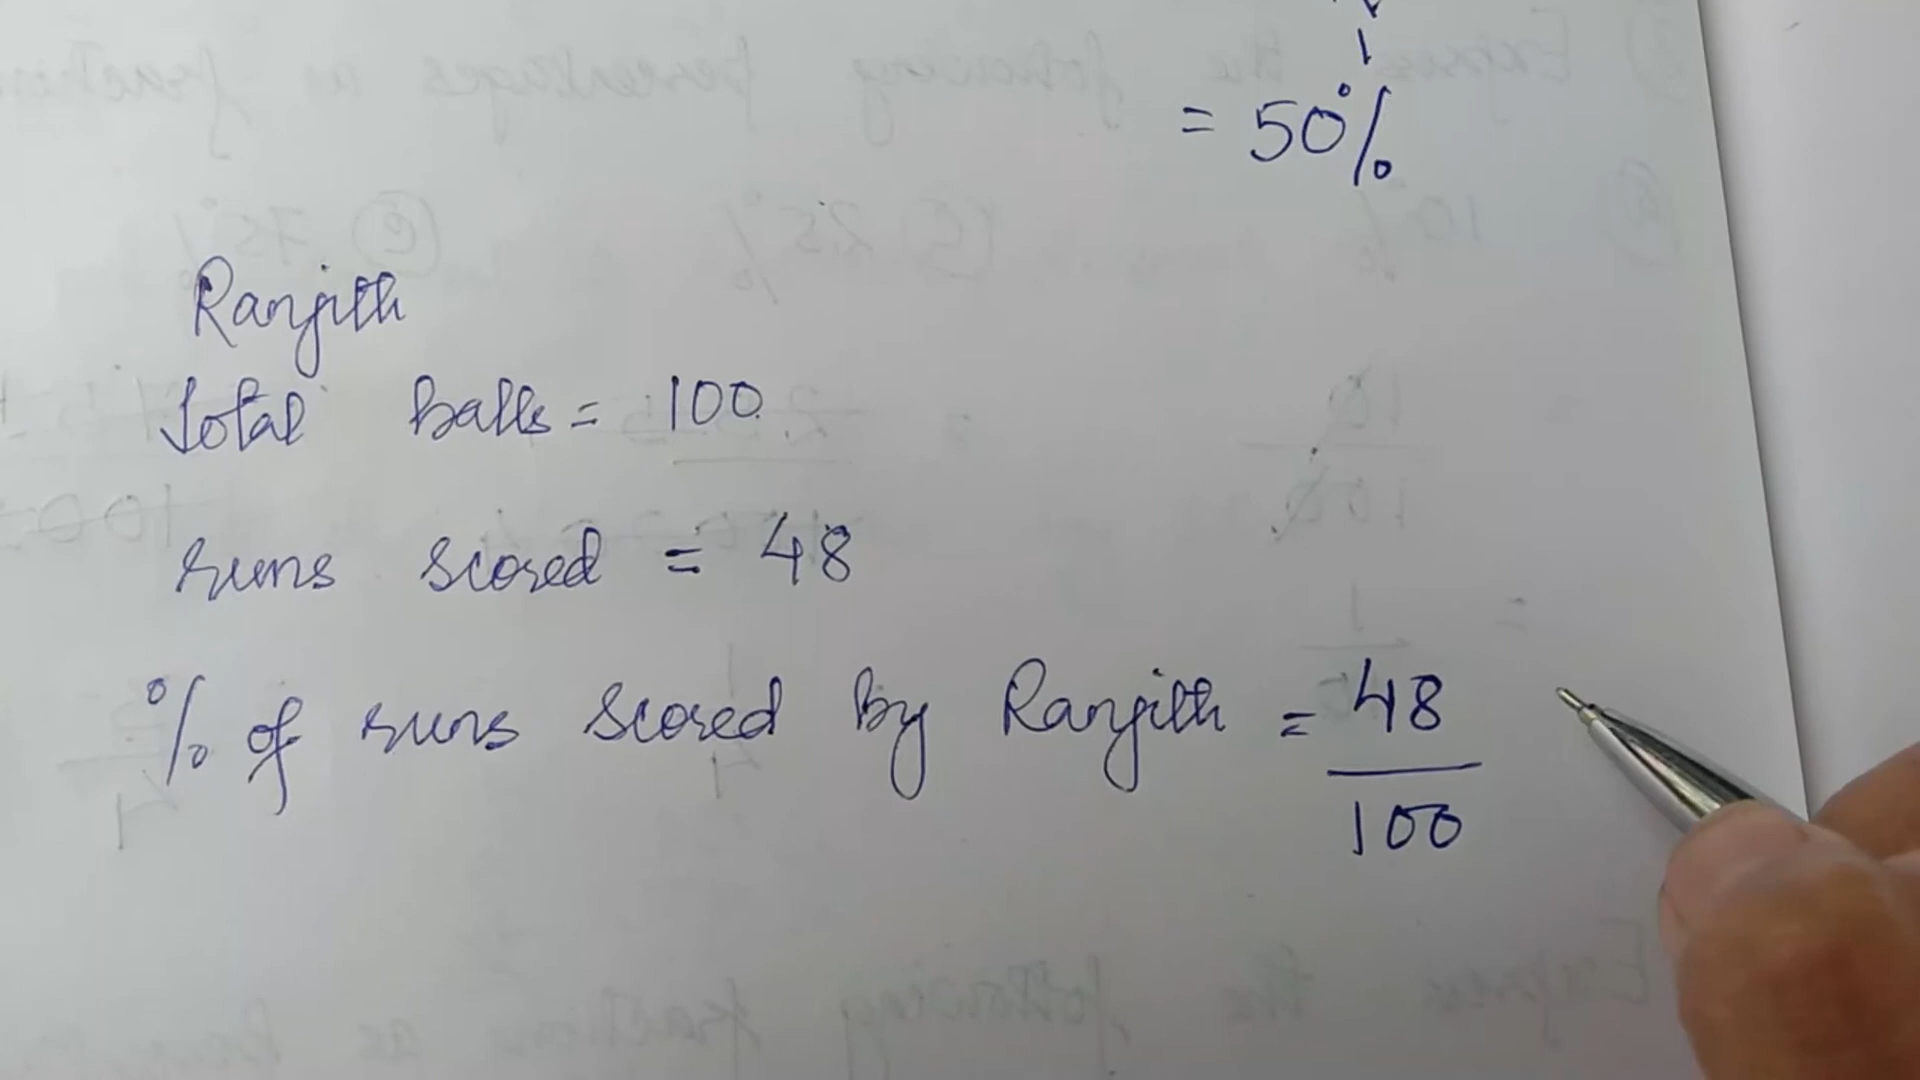 = 50%
Ranjith
Total balls = 100
runs scored = 48
% of runs scored by Ranjith = 48
100